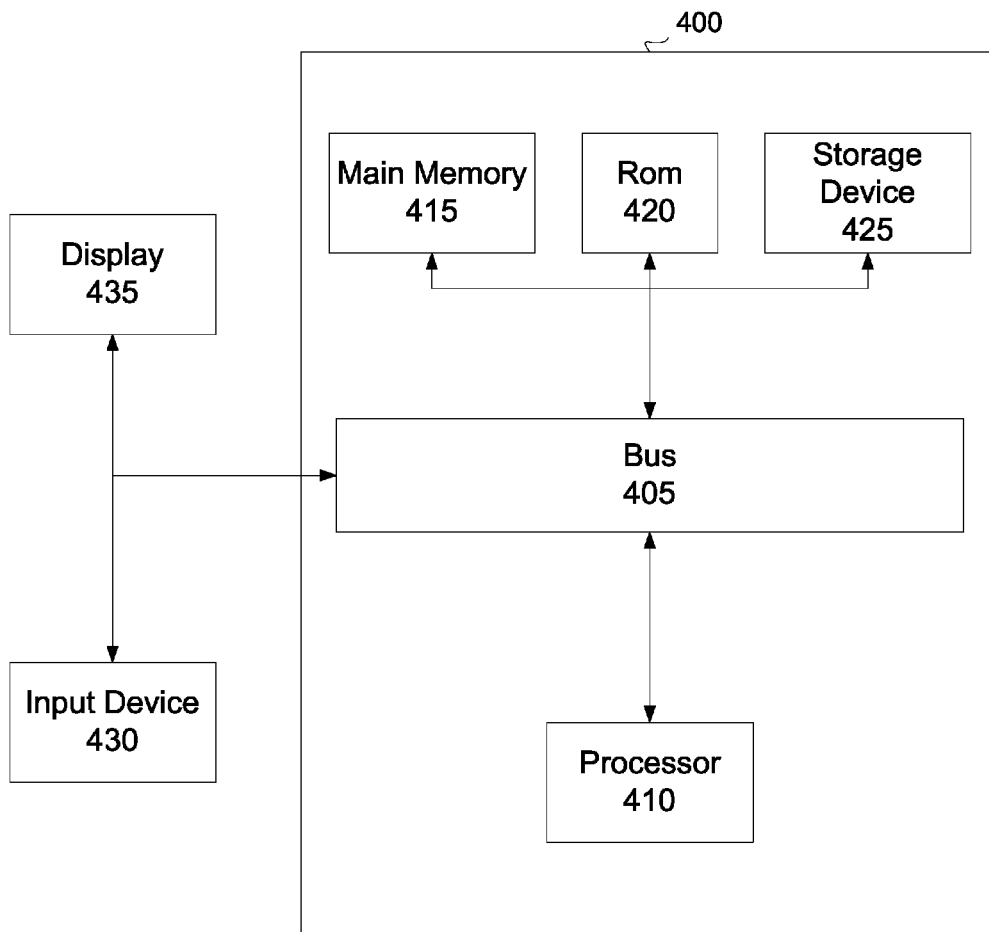 400
Main Memory
415
Rom
420
Storage
Device
425
Display
435
Bus
405
Input Device
430
Processor
410